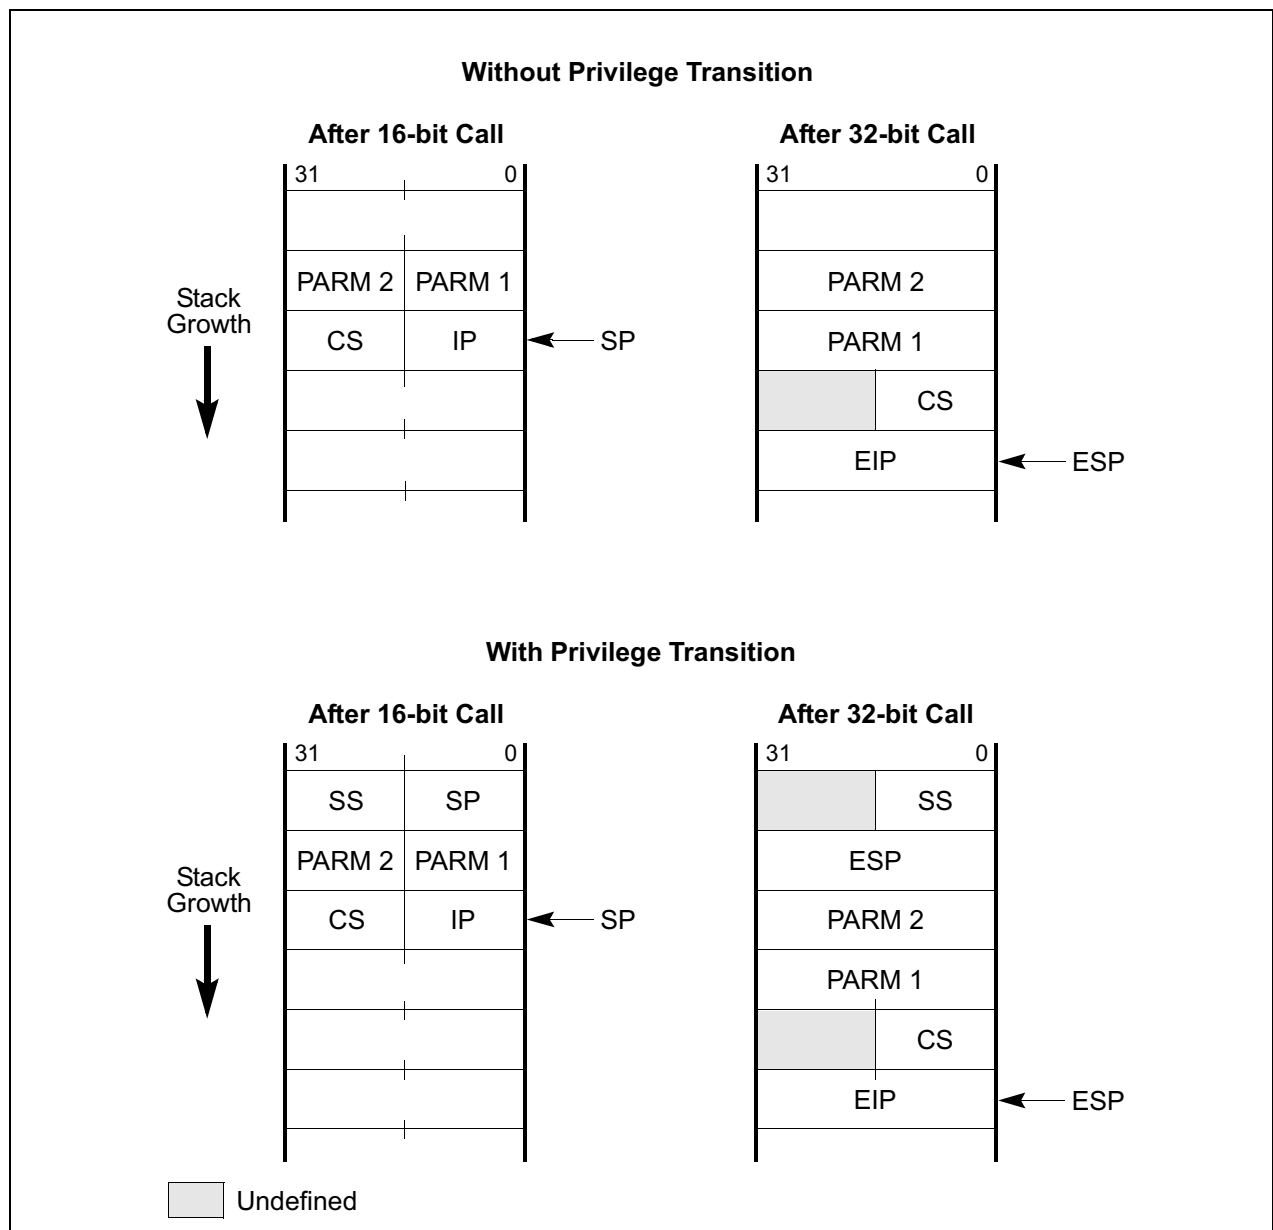 Without Privilege Transition
After 16-bit Call After 32-bit Call
31 0 31 0
PARM 2 PARM 1 PARM 2
Stack
Growth
CS IP SP PARM 1
CS
EIP ESP
With Privilege Transition
After 16-bit Call After 32-bit Call
31 0 31 0
SS SP SS
PARM 2 PARM 1 ESP
Stack
Growth
CS IP SP PARM 2
PARM 1
CS
EIP ESP
Undefined